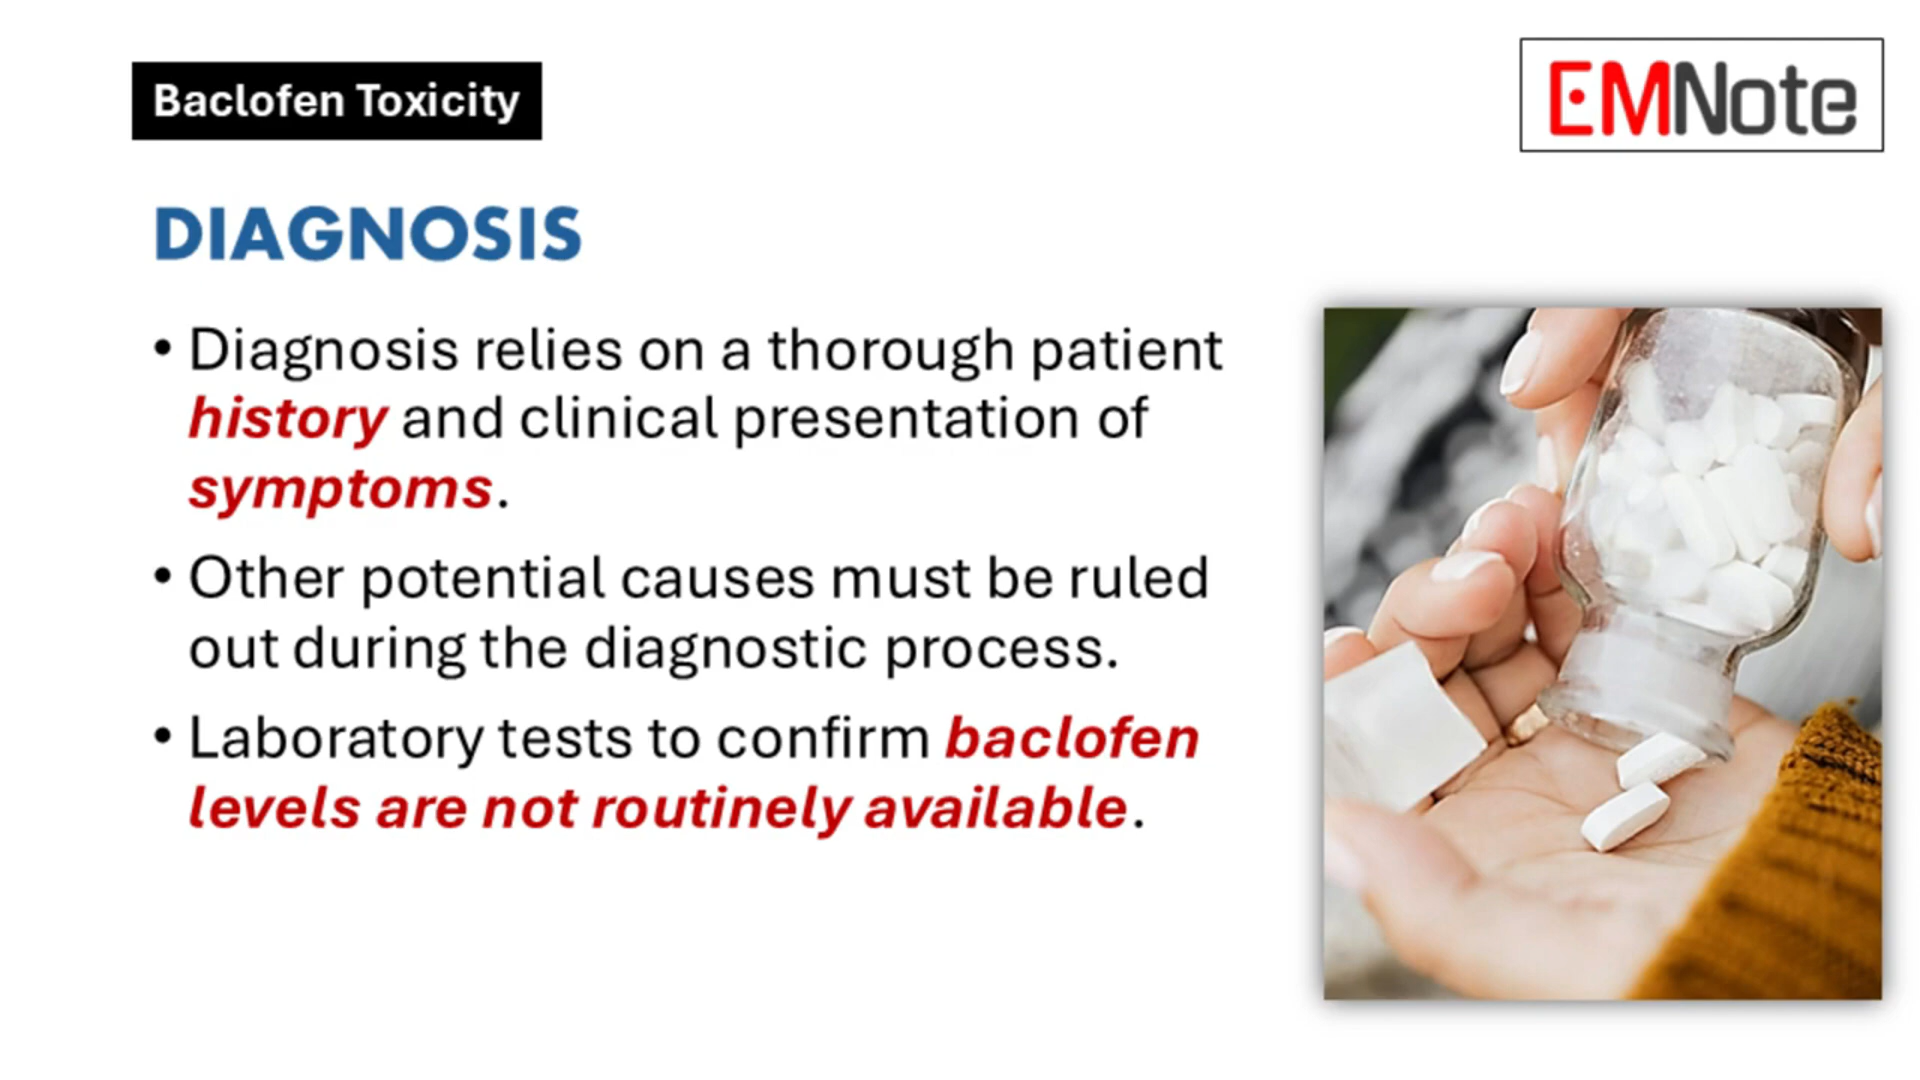 Baclofen Toxicity
EMNote
DIAGNOSIS
• Diagnosis relies on a thorough patient
history and clinical presentation of
symptoms.
• Other potential causes must be ruled
out during the diagnostic process.
• Laboratory tests to confirm baclofen
levels are not routinely available.